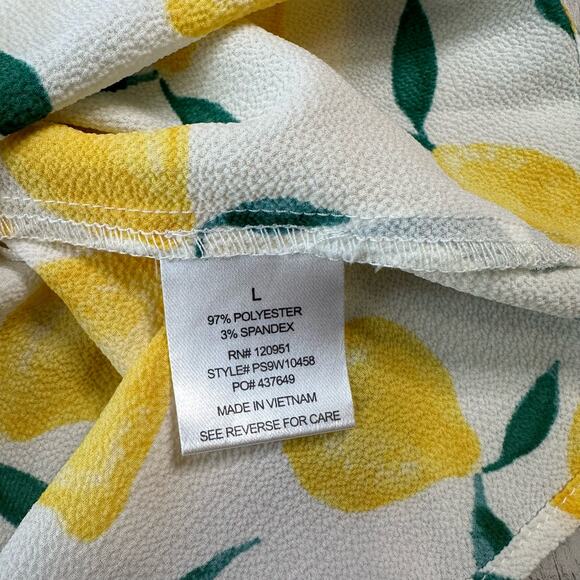 L
97% POLYESTER
3% SPANDEX
RN# 120951
STYLE# PS9W10458
PO# 437649
MADE IN VIETNAM
SEE REVERSE FOR CARE